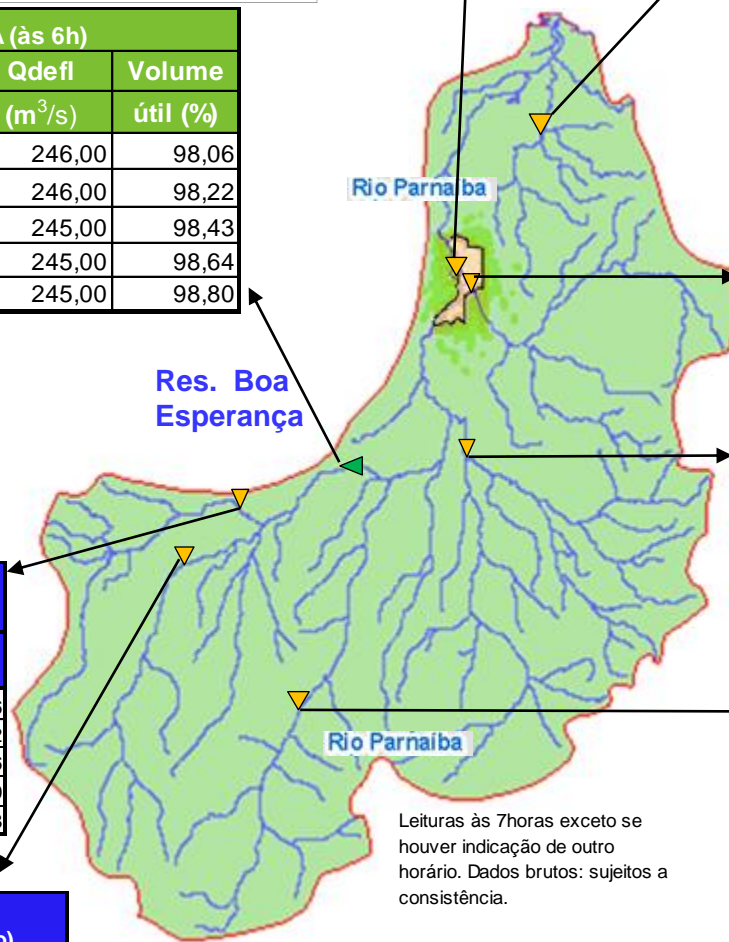 A (às 6h)
Qdefl Volume
(m³/s) útil (%)
246,00 98,06
246,00 98,22
245,00 98,43
245,00 98,64
245,00 98,80
Rio Parnaíba
Res. Boa
Esperança
Rio Parnaíba
Leituras às 7horas exceto se
houver indicação de outro
horário. Dados brutos: sujeitos a
consistência.